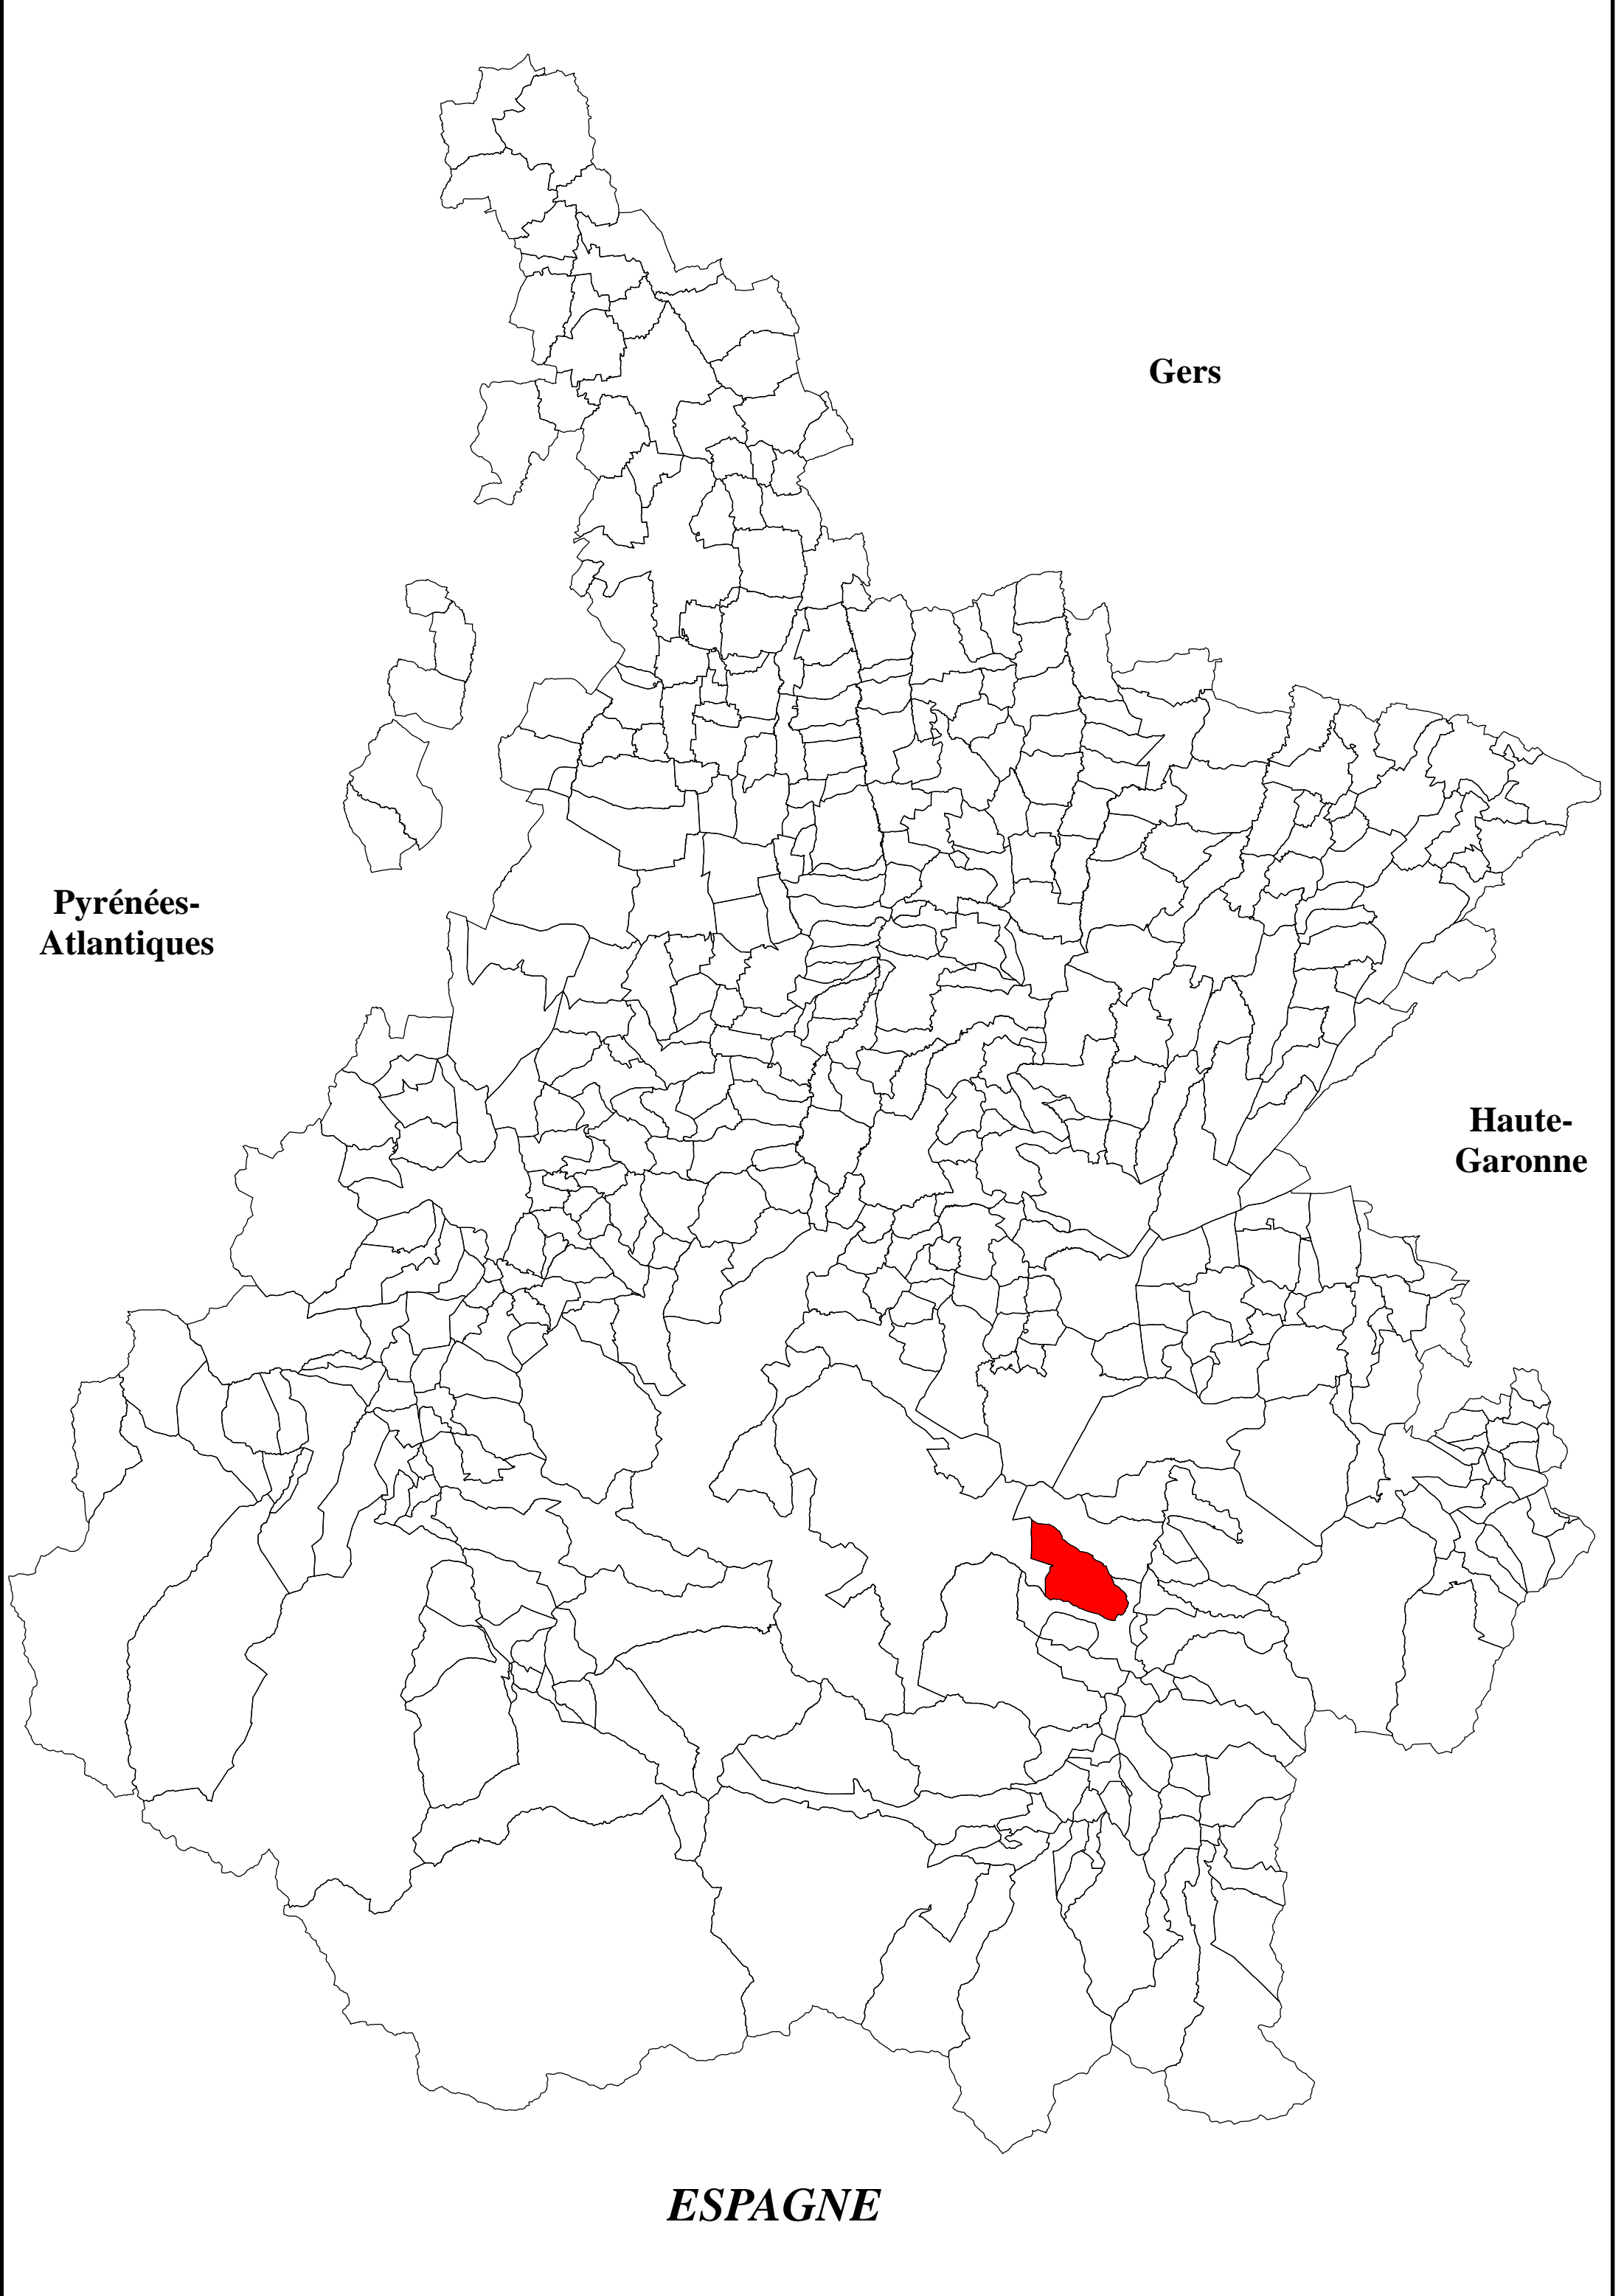 Gers
Pyrénées-
Atlantiques
Haute-
Garonne
ESPAGNE